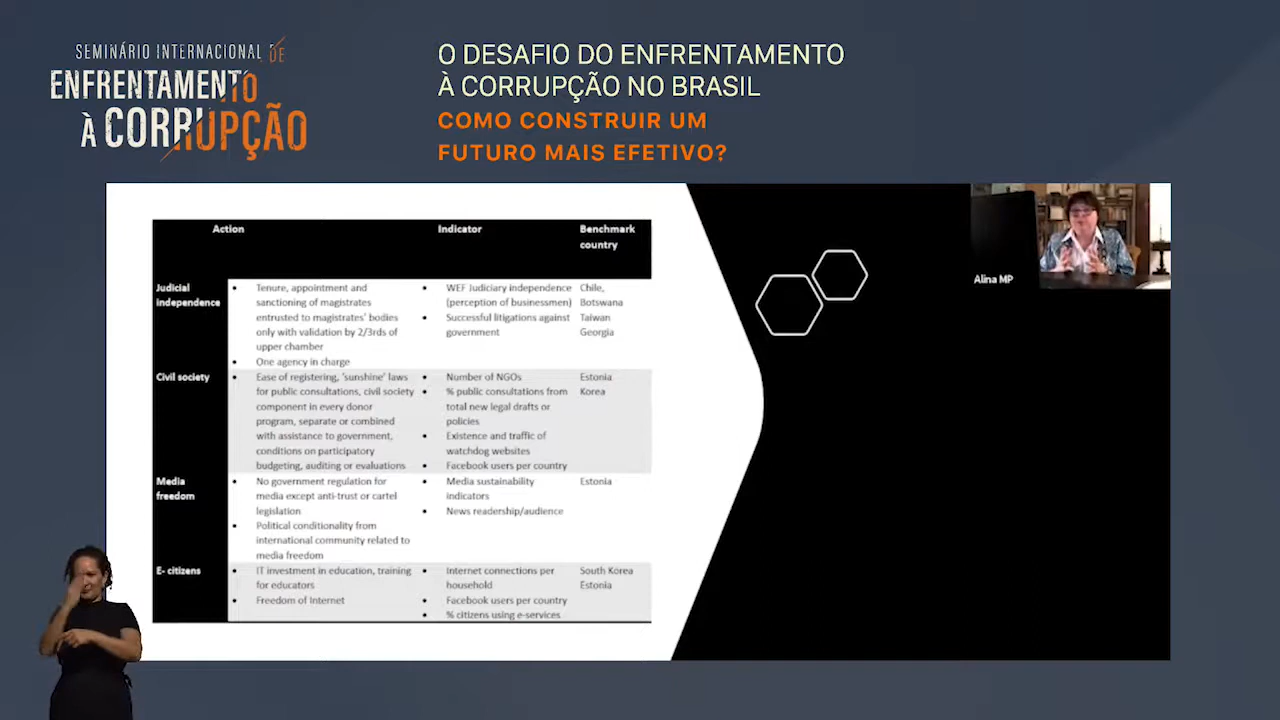 SEMINÁRIO INTERNACIONAL DE
ENFRENTAMENTO
À CORRUPÇÃO
O DESAFIO DO ENFRENTAMENTO
À CORRUPÇÃO NO BRASIL
COMO CONSTRUIR UM
FUTURO MAIS EFETIVO?
Action Indicator Benchmark
country
Judicial
independence
• Tenure, appointment and
sanctioning of magistrates
entrusted to magistrates' bodies
only with validation by 2/3rds of
upper chamber
• One agency in charge
• WEF Judiciary independence
(perception of businessmen)
• Successful litigations against
government
Chile,
Botswana
Taiwan
Georgia
Civil society
• Ease of registering, 'sunshine' laws
for public consultations, civil society
component in every donor
program, separate or combined
with assistance to government,
conditions on participatory
budgeting, auditing or evaluations
• Number of NGOs
• % public consultations from
total new legal drafts or
policies
• Existence and traffic of
watchdog websites
• Facebook users per country
Estonia
Korea
Media
freedom
• No government regulation for
media except anti-trust or cartel
legislation
• Political conditionality from
international community related to
media freedom
• Media sustainability
indicators
• News readership/audience
Estonia
E- citizens
• IT investment in education, training
for educators
• Freedom of Internet
• Internet connections per
household
• Facebook users per country
• % citizens using e-services
South Korea
Estonia
Alina MP